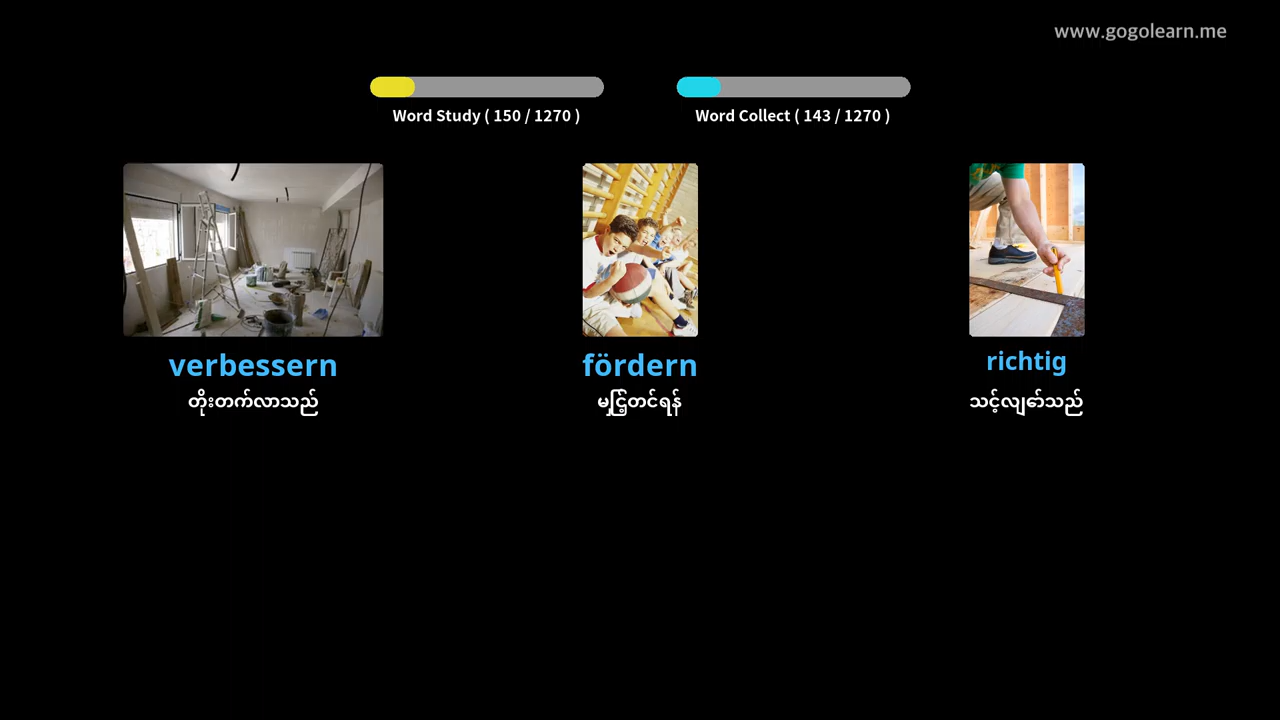 www.gogolearn.me
Word Study ( 150 / 1270 )
Word Collect ( 143 / 1270 )
verbessern
fördern
richtig
တိုးတက်လာသည်
မြှင့်တင်ရန်
သင့်လျော်သည်